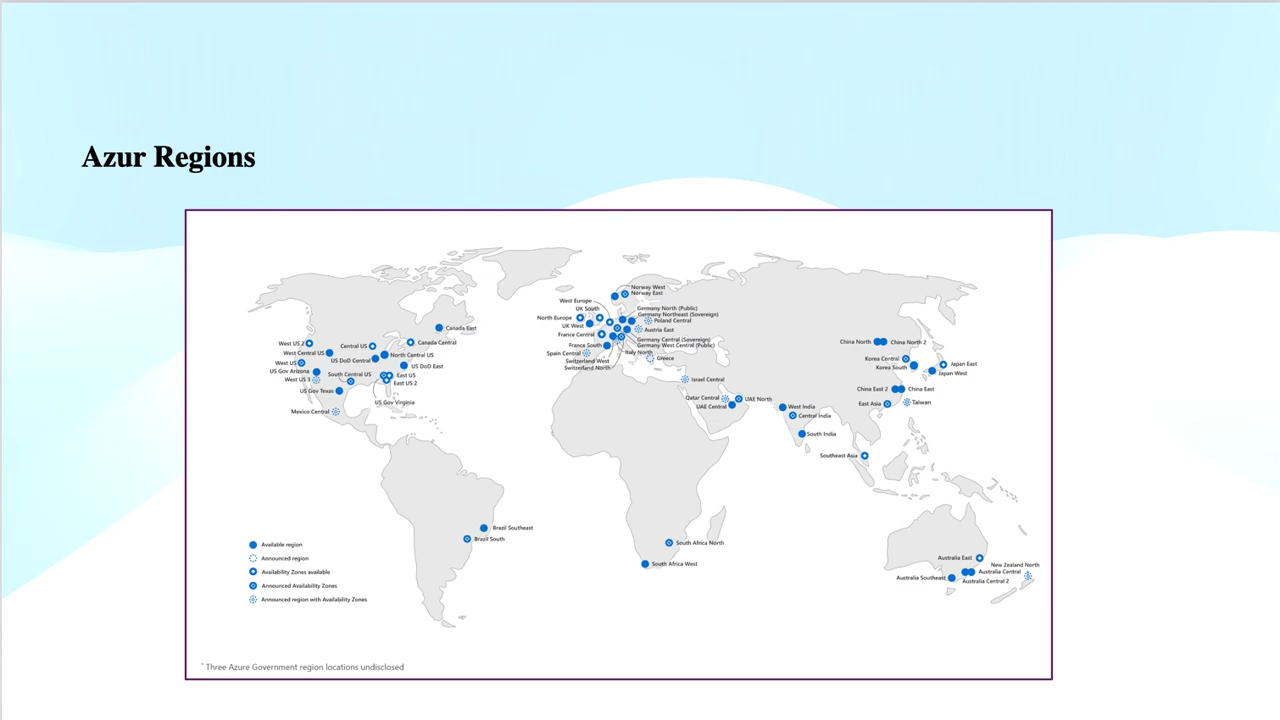 Azur Regions
Norway West
Norway East
West Europe
UK South
North Europe
UK West
France Central
France South
Spain Central
Switzerland West
Switzerland North
Germany North (Public)
Germany Northeast (Sovereign)
Poland Central
Austria East
Germany Central (Sovereign)
Germany West Central (Public)
Italy North
Greece
Canada East
Canada Central
West US 2
Central US
West Central US
North Central US
US DoD Central
West US
US DoD East
US Gov Arizona
South Central US
East US
West US 3
East US 2
US Gov Texas
US Gov Virginia
Mexico Central
Israel Central
Qatar Central
UAE North
UAE Central
West India
Central India
South India
China North
China North 2
Korea Central
Korea South
Japan East
Japan West
China East 2
China East
East Asia
Taiwan
Southeast Asia
Brazil Southeast
Brazil South
South Africa North
South Africa West
Australia East
New Zealand North
Australia Central
Australia Southeast
Australia Central 2
Available region
Announced region
Availability Zones available
Announced Availability Zones
Announced region with Availability Zones
* Three Azure Government region locations undisclosed